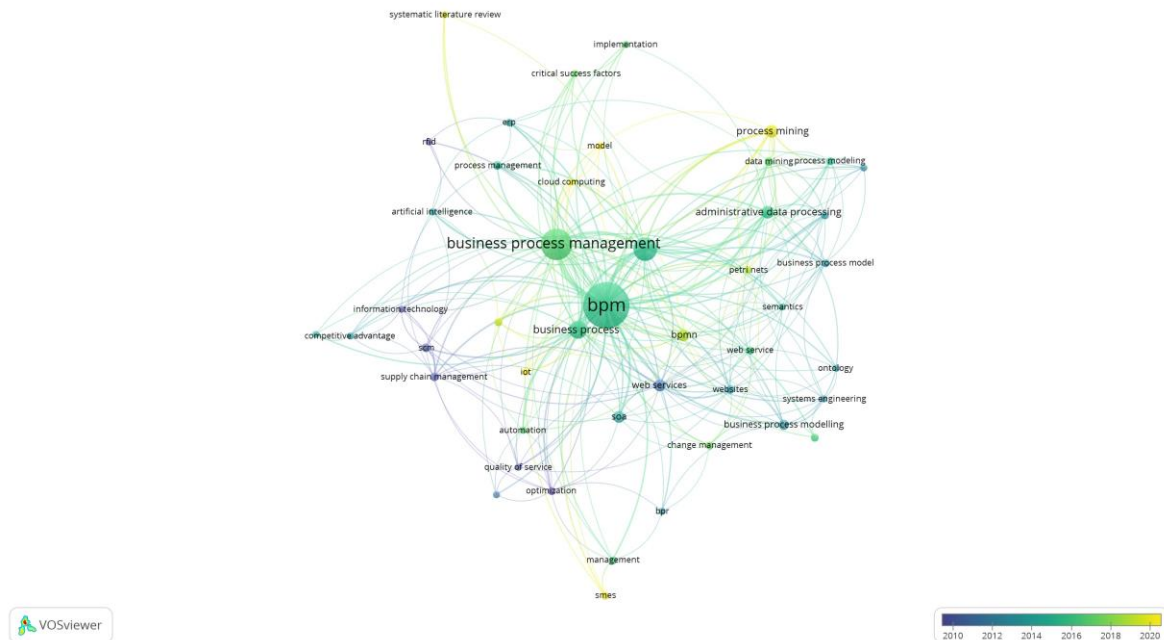 systematic literature review
implementation
critical success factors
erp
process mining
rfid
model
process management
data mining
process modeling
cloud computing
artificial intelligence
administrative data processing
business process management
business process model
petri nets
information technology
bpm
semantics
competitive advantage
business process
bpmn
scm
web service
supply chain management
iot
ontology
web services
websites
systems engineering
soa
business process modelling
automation
change management
quality of service
optimization
bpr
management
smes
VOSviewer
2010 2012 2014 2016 2018 2020